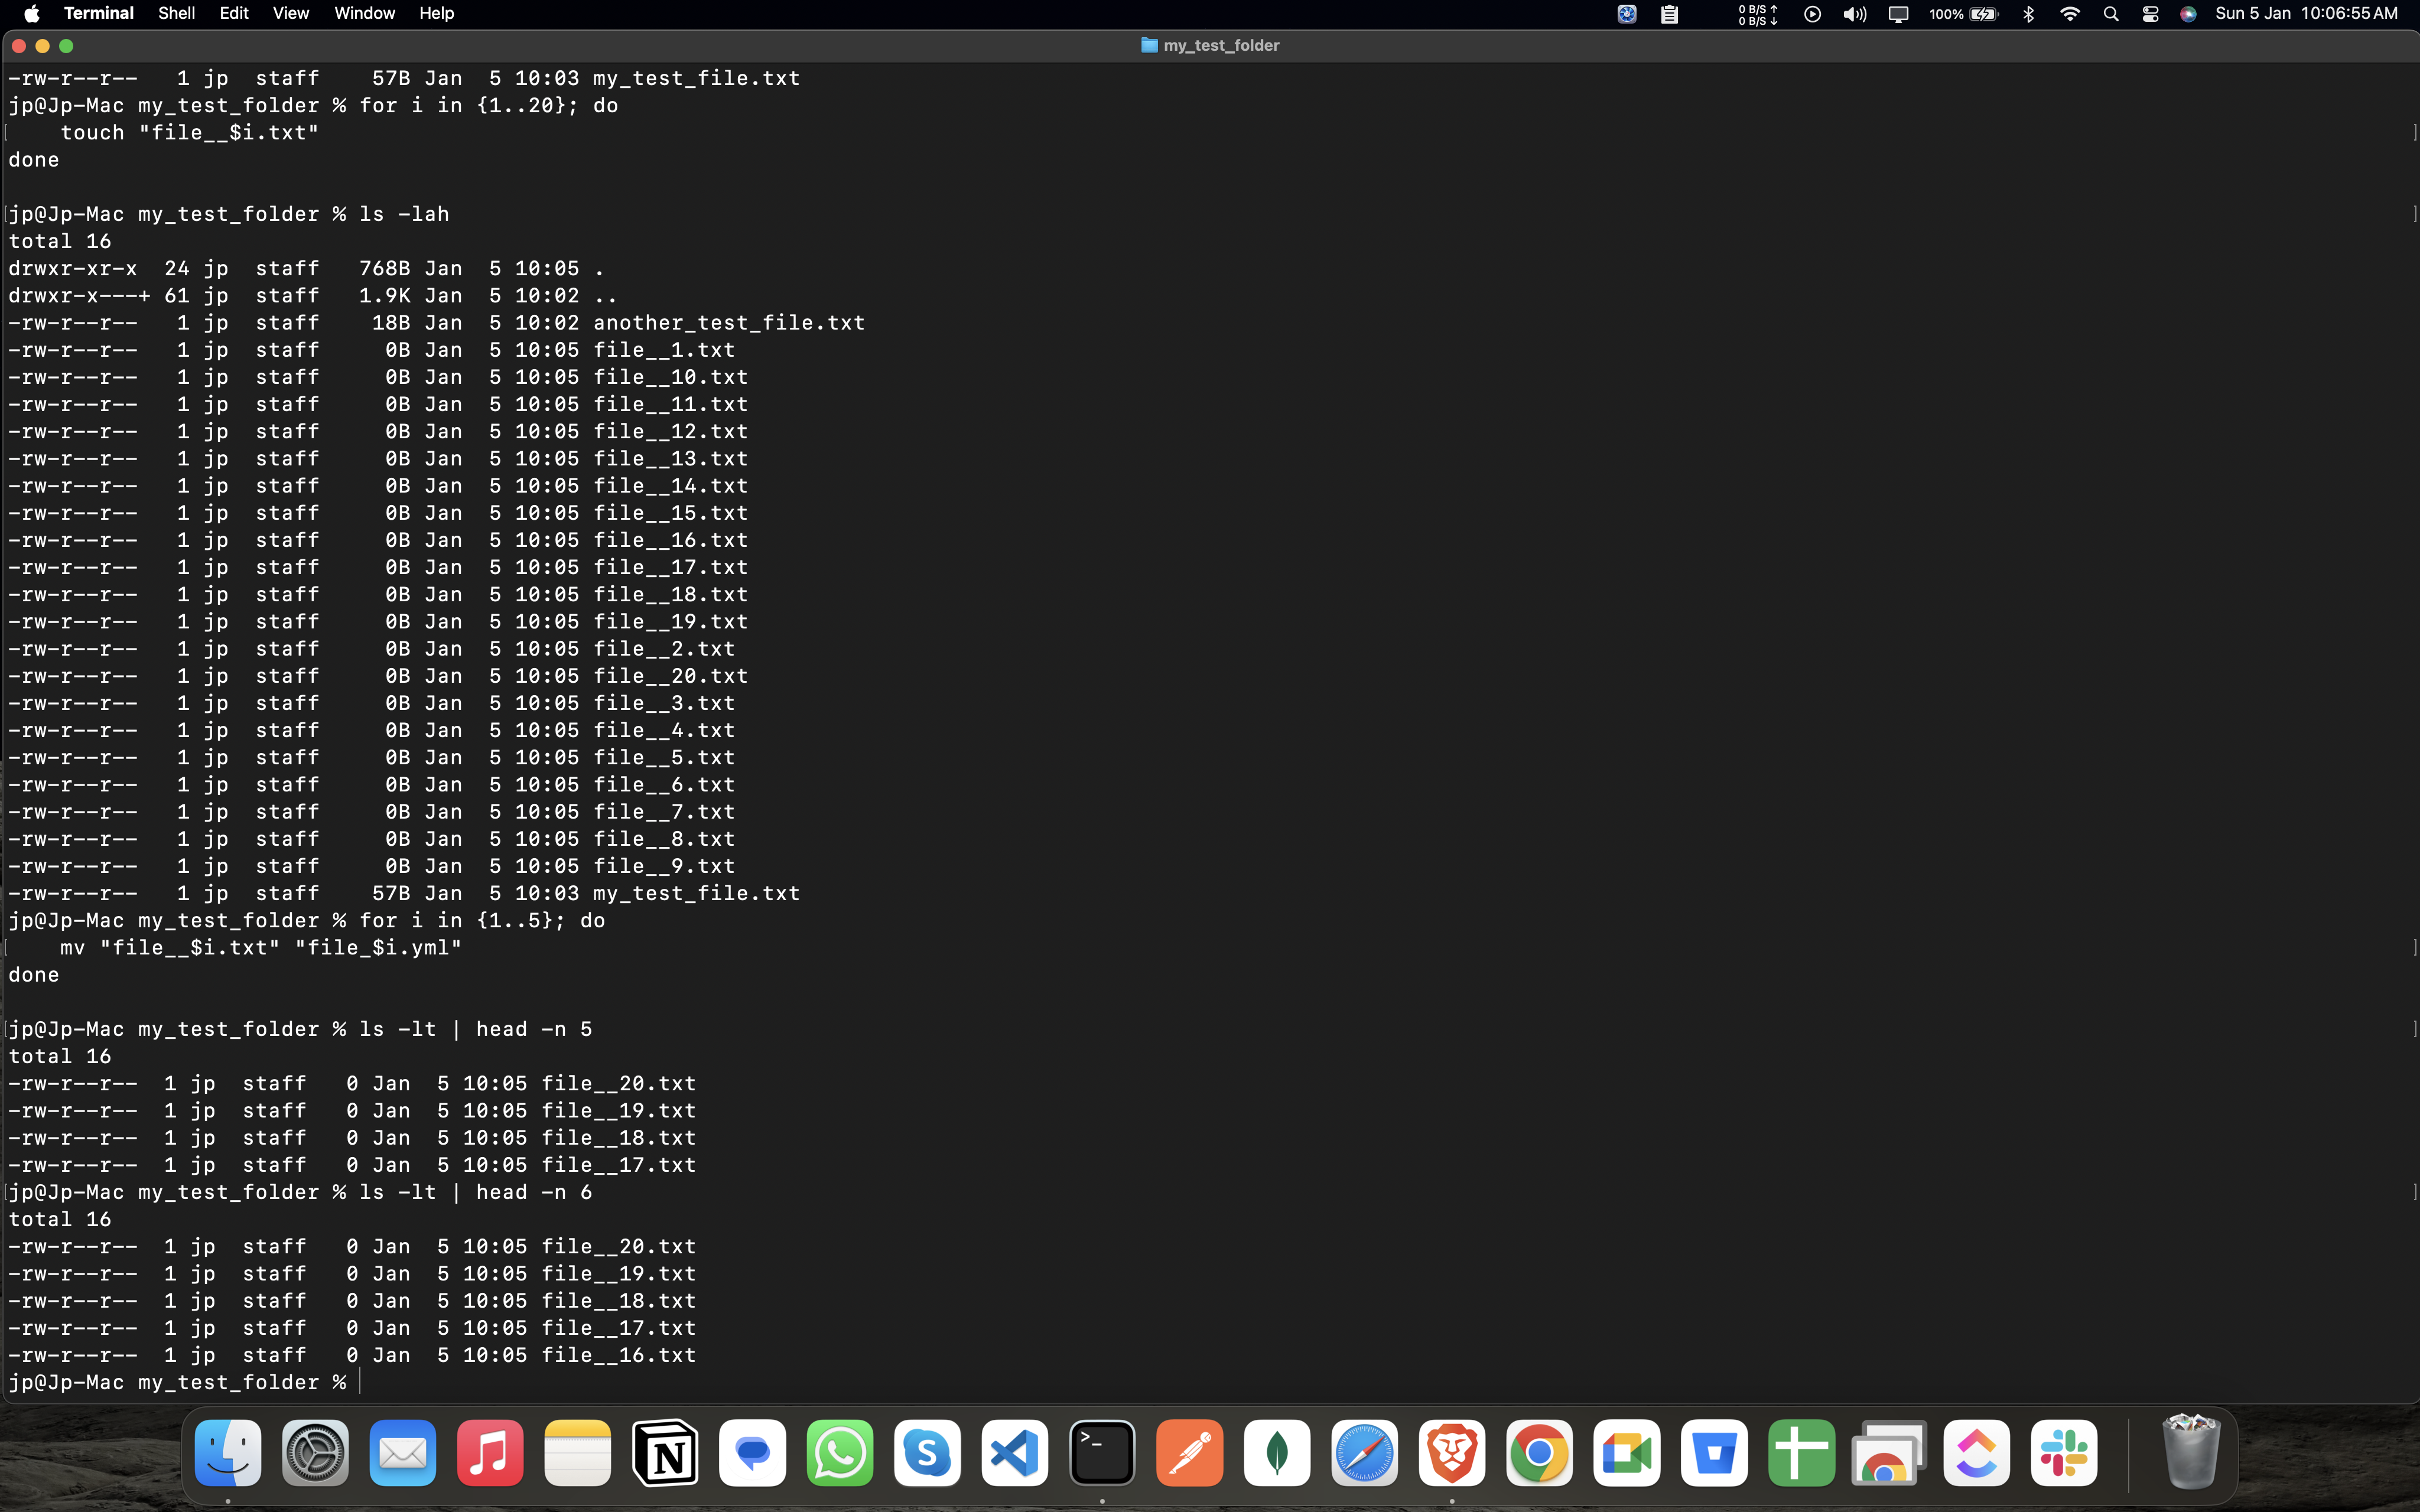 Terminal Shell Edit View Window Help 0 B/S ↑ 0 B/S ↓ 100% Sun 5 Jan 10:06:55 AM
my_test_folder
-rw-r--r--   1 jp  staff    57B Jan  5 10:03 my_test_file.txt
jp@Jp-Mac my_test_folder % for i in {1..20}; do
[    touch "file__$i.txt" ]
done
[jp@Jp-Mac my_test_folder % ls -lah ]
total 16
drwxr-xr-x  24 jp  staff   768B Jan  5 10:05 .
drwxr-x---+ 61 jp  staff   1.9K Jan  5 10:02 ..
-rw-r--r--   1 jp  staff    18B Jan  5 10:02 another_test_file.txt
-rw-r--r--   1 jp  staff     0B Jan  5 10:05 file__1.txt
-rw-r--r--   1 jp  staff     0B Jan  5 10:05 file__10.txt
-rw-r--r--   1 jp  staff     0B Jan  5 10:05 file__11.txt
-rw-r--r--   1 jp  staff     0B Jan  5 10:05 file__12.txt
-rw-r--r--   1 jp  staff     0B Jan  5 10:05 file__13.txt
-rw-r--r--   1 jp  staff     0B Jan  5 10:05 file__14.txt
-rw-r--r--   1 jp  staff     0B Jan  5 10:05 file__15.txt
-rw-r--r--   1 jp  staff     0B Jan  5 10:05 file__16.txt
-rw-r--r--   1 jp  staff     0B Jan  5 10:05 file__17.txt
-rw-r--r--   1 jp  staff     0B Jan  5 10:05 file__18.txt
-rw-r--r--   1 jp  staff     0B Jan  5 10:05 file__19.txt
-rw-r--r--   1 jp  staff     0B Jan  5 10:05 file__2.txt
-rw-r--r--   1 jp  staff     0B Jan  5 10:05 file__20.txt
-rw-r--r--   1 jp  staff     0B Jan  5 10:05 file__3.txt
-rw-r--r--   1 jp  staff     0B Jan  5 10:05 file__4.txt
-rw-r--r--   1 jp  staff     0B Jan  5 10:05 file__5.txt
-rw-r--r--   1 jp  staff     0B Jan  5 10:05 file__6.txt
-rw-r--r--   1 jp  staff     0B Jan  5 10:05 file__7.txt
-rw-r--r--   1 jp  staff     0B Jan  5 10:05 file__8.txt
-rw-r--r--   1 jp  staff     0B Jan  5 10:05 file__9.txt
-rw-r--r--   1 jp  staff    57B Jan  5 10:03 my_test_file.txt
jp@Jp-Mac my_test_folder % for i in {1..5}; do
[    mv "file__$i.txt" "file_$i.yml" ]
done
[jp@Jp-Mac my_test_folder % ls -lt | head -n 5 ]
total 16
-rw-r--r--  1 jp  staff   0 Jan  5 10:05 file__20.txt
-rw-r--r--  1 jp  staff   0 Jan  5 10:05 file__19.txt
-rw-r--r--  1 jp  staff   0 Jan  5 10:05 file__18.txt
-rw-r--r--  1 jp  staff   0 Jan  5 10:05 file__17.txt
[jp@Jp-Mac my_test_folder % ls -lt | head -n 6 ]
total 16
-rw-r--r--  1 jp  staff   0 Jan  5 10:05 file__20.txt
-rw-r--r--  1 jp  staff   0 Jan  5 10:05 file__19.txt
-rw-r--r--  1 jp  staff   0 Jan  5 10:05 file__18.txt
-rw-r--r--  1 jp  staff   0 Jan  5 10:05 file__17.txt
-rw-r--r--  1 jp  staff   0 Jan  5 10:05 file__16.txt
jp@Jp-Mac my_test_folder %